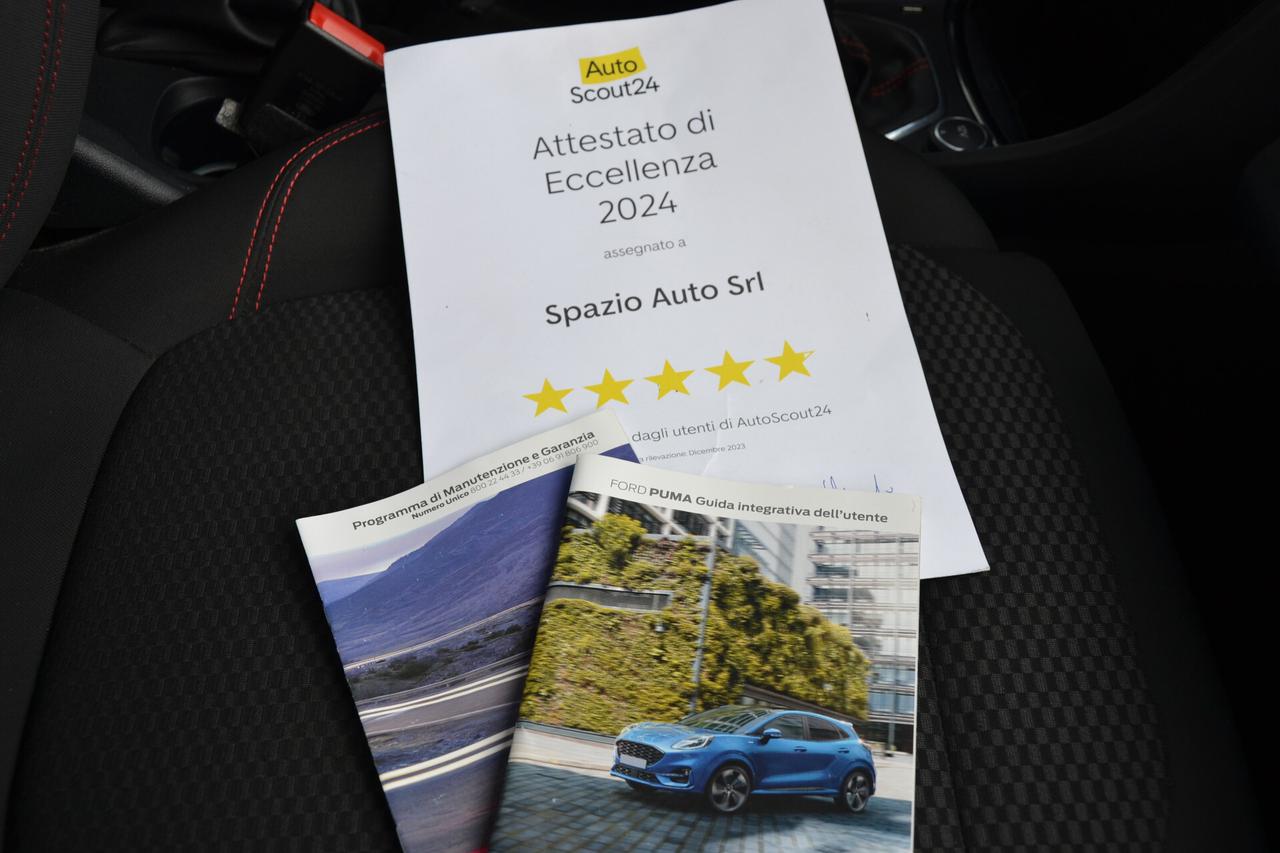 Auto
Scout24
Attestato di
Eccellenza
2024
assegnato a
Spazio Auto Srl
dagli utenti di AutoScout24
rilevazione: Dicembre 2023
Programma di Manutenzione e Garanzia
Numero Unico 800 22 44 33 / +39 06 91 806 900
FORD PUMA Guida integrativa dell'utente